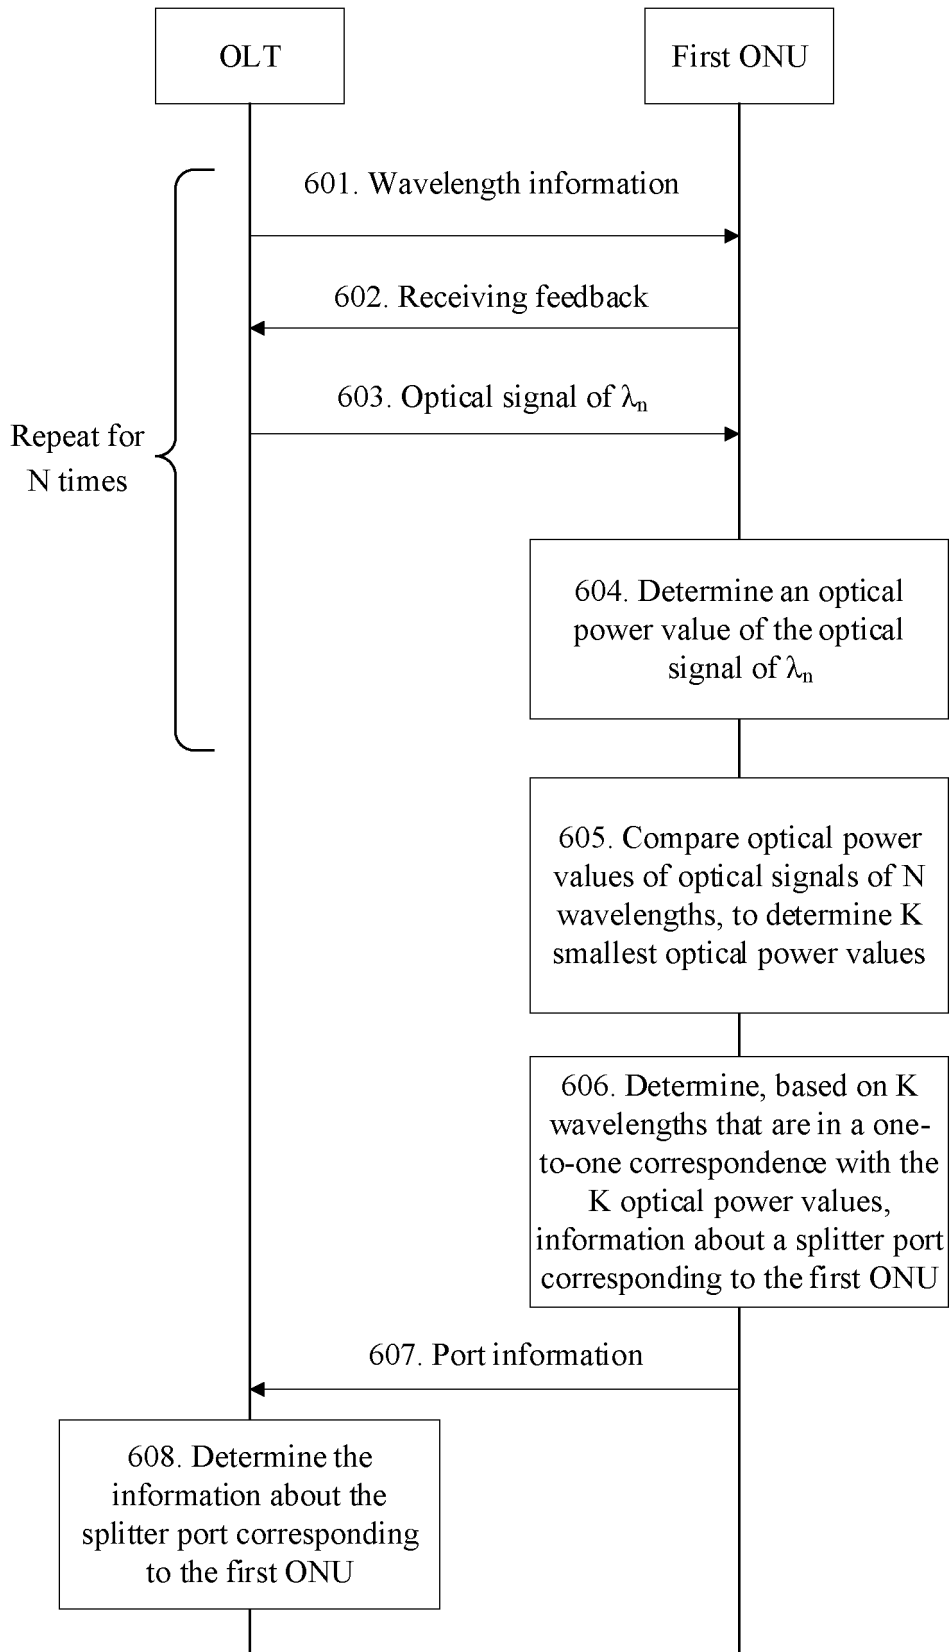 OLT
First ONU
601. Wavelength information
602. Receiving feedback
603. Optical signal of λₙ
Repeat for
N times
604. Determine an optical
power value of the optical
signal of λₙ
605. Compare optical power
values of optical signals of N
wavelengths, to determine K
smallest optical power values
606. Determine, based on K
wavelengths that are in a one-
to-one correspondence with the
K optical power values,
information about a splitter port
corresponding to the first ONU
607. Port information
608. Determine the
information about the
splitter port corresponding
to the first ONU